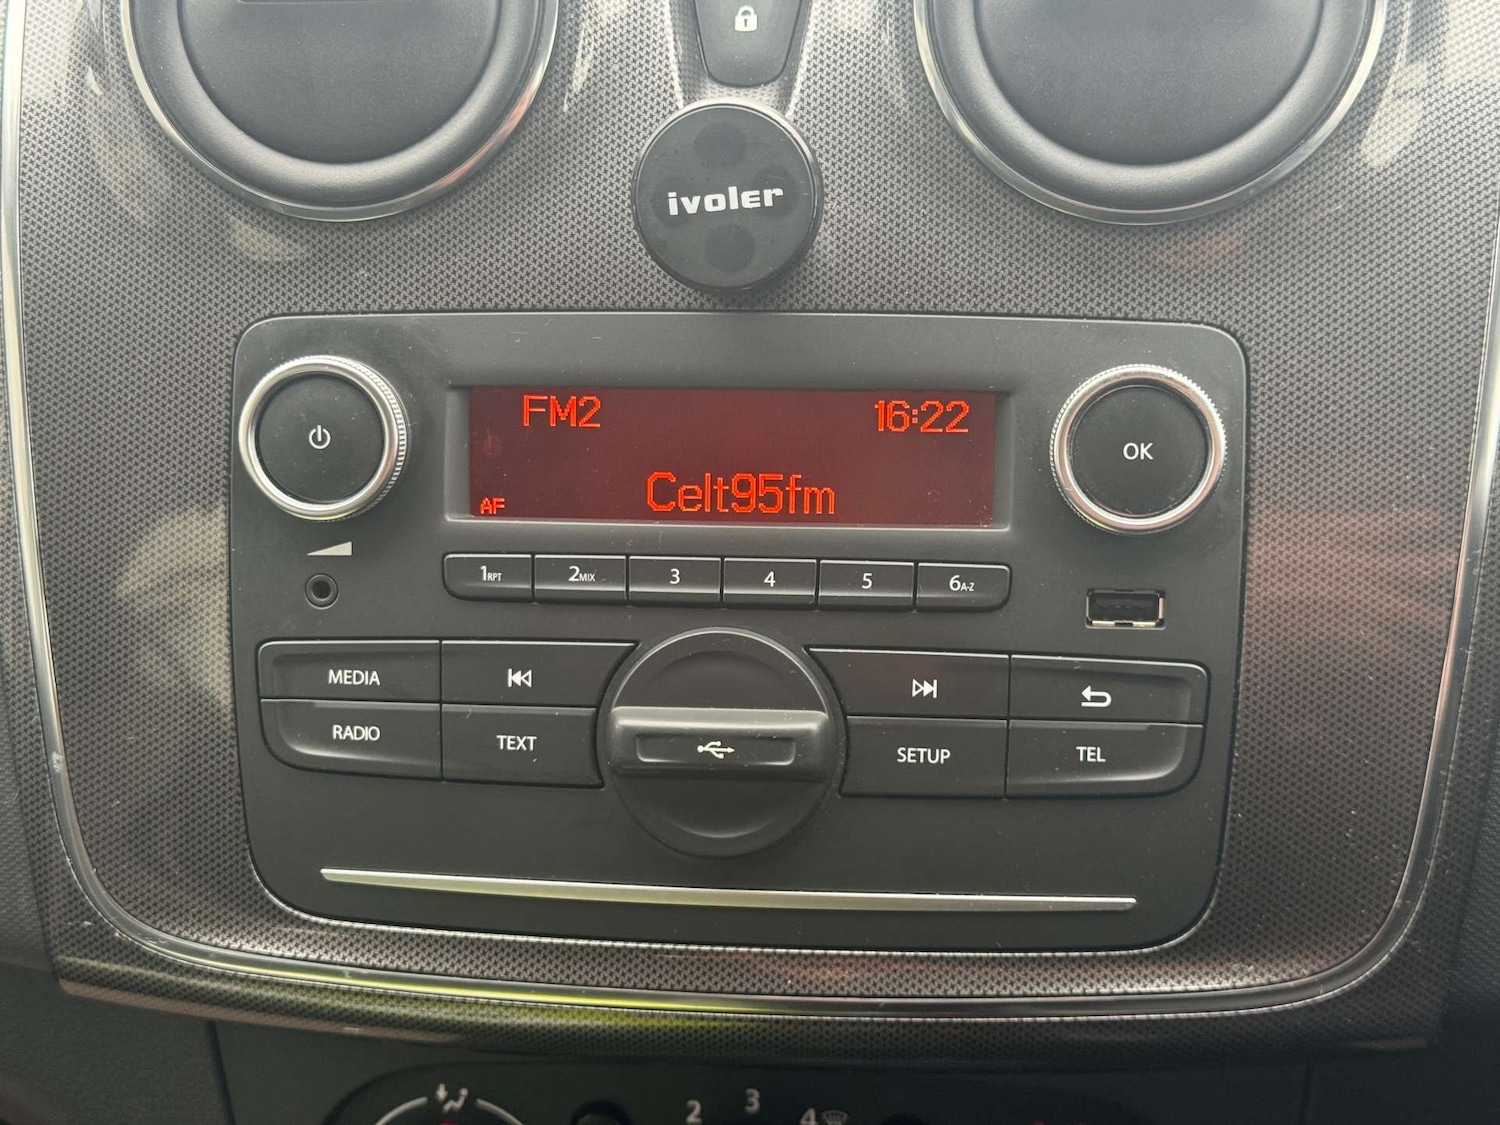 ivoler
FM2 16:22
Celt95fm
AF
OK
1RPT 2MIX 3 4 5 6A-Z
MEDIA
RADIO TEXT SETUP TEL
2 3 4